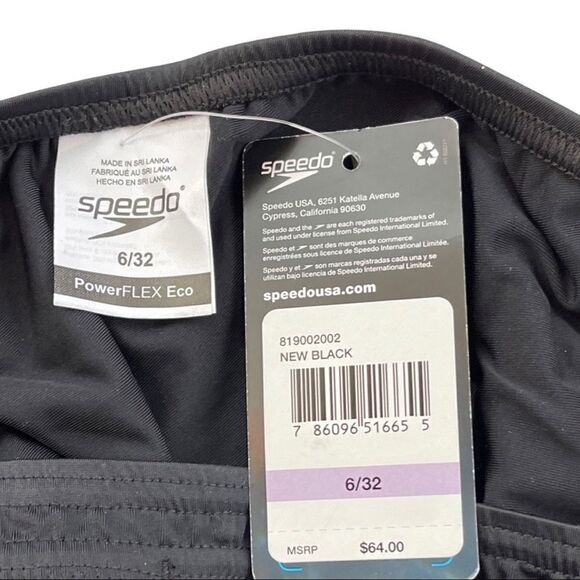 MADE IN SRI LANKA
FABRIQUÉ AU SRI LANKA
HECHO EN SRI LANKA
speedo®
6/32
PowerFLEX Eco
speedo®
Speedo USA, 6251 Katella Avenue
Cypress, California 90630
Speedo and the are each registered trademarks of
and used under license from Speedo International Limited.
Speedo et sont des marques de commerce
enregistrées sous licence de Speedo International Limitée.
Speedo y el son marcas registradas cada una y se
utilizan bajo licencia de Speedo International Limited.
speedousa.com
819002002
NEW BLACK
7 86096 51665 5
6/32
MSRP $64.00